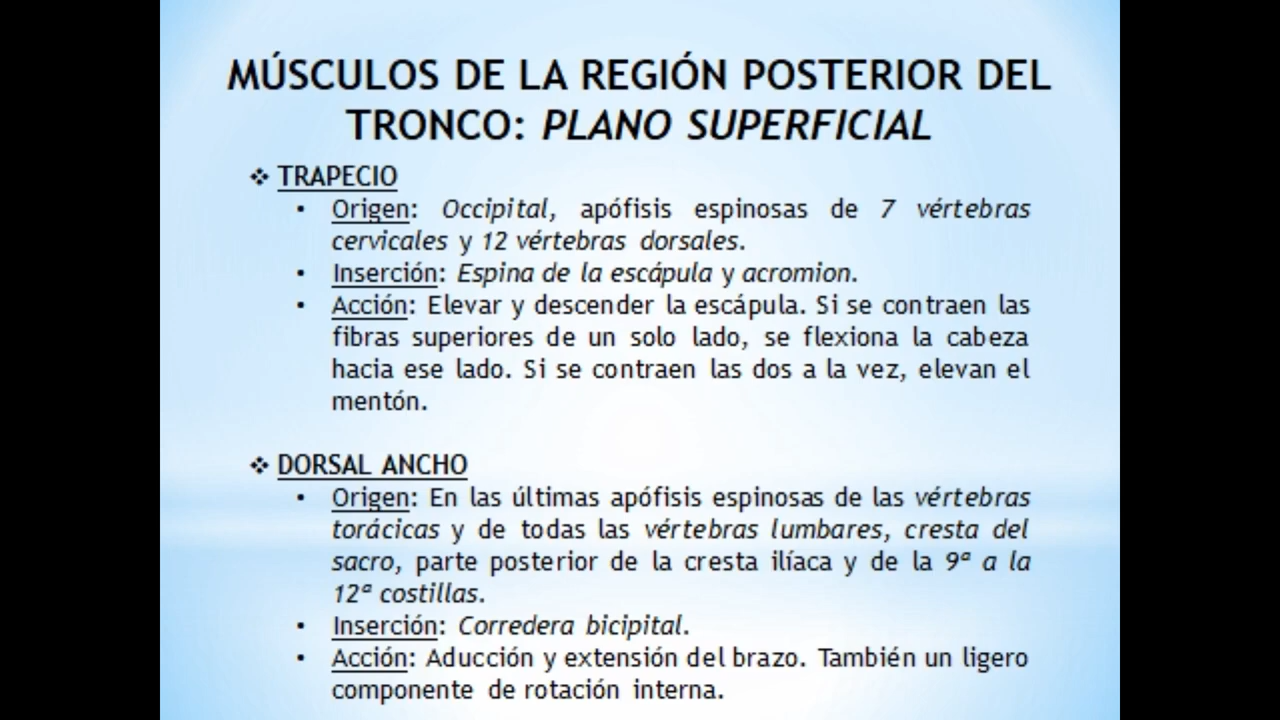 MÚSCULOS DE LA REGIÓN POSTERIOR DEL
TRONCO: PLANO SUPERFICIAL
❖ TRAPECIO
• Origen: Occipital, apófisis espinosas de 7 vértebras
cervicales y 12 vértebras dorsales.
• Inserción: Espina de la escápula y acromion.
• Acción: Elevar y descender la escápula. Si se contraen las
fibras superiores de un solo lado, se flexiona la cabeza
hacia ese lado. Si se contraen las dos a la vez, elevan el
mentón.
❖ DORSAL ANCHO
• Origen: En las últimas apófisis espinosas de las vértebras
torácicas y de todas las vértebras lumbares, cresta del
sacro, parte posterior de la cresta ilíaca y de la 9ª a la
12ª costillas.
• Inserción: Corredera bicipital.
• Acción: Aducción y extensión del brazo. También un ligero
componente de rotación interna.